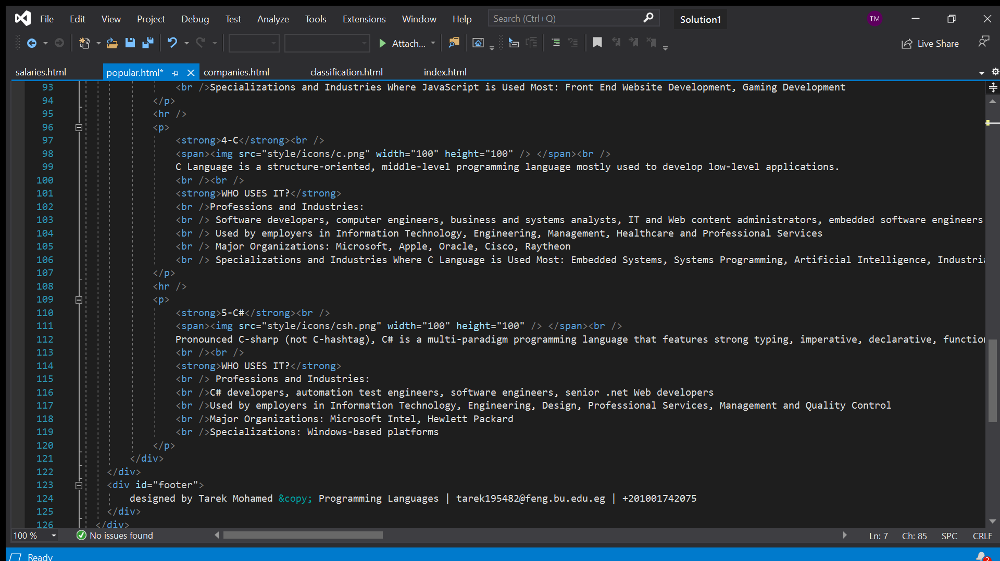 File Edit View Project Debug Test Analyze Tools Extensions Window Help Search (Ctrl+Q) Solution1 TM
Attach... Live Share
salaries.html popular.html* companies.html classification.html index.html
93 <br />Specializations and Industries Where JavaScript is Used Most: Front End Website Development, Gaming Development
94 </p>
95 <hr />
96 <p>
97 <strong>4-C</strong><br />
98 <span><img src="style/icons/c.png" width="100" height="100" /> </span><br />
99 C Language is a structure-oriented, middle-level programming language mostly used to develop low-level applications.
100 <br /><br />
101 <strong>WHO USES IT?</strong>
102 <br />Professions and Industries:
103 <br /> Software developers, computer engineers, business and systems analysts, IT and Web content administrators, embedded software engineers
104 <br /> Used by employers in Information Technology, Engineering, Management, Healthcare and Professional Services
105 <br /> Major Organizations: Microsoft, Apple, Oracle, Cisco, Raytheon
106 <br /> Specializations and Industries Where C Language is Used Most: Embedded Systems, Systems Programming, Artificial Intelligence, Industri
107 </p>
108 <hr />
109 <p>
110 <strong>5-C#</strong><br />
111 <span><img src="style/icons/csh.png" width="100" height="100" /> </span><br />
112 Pronounced C-sharp (not C-hashtag), C# is a multi-paradigm programming language that features strong typing, imperative, declarative, functio
113 <br /><br />
114 <strong>WHO USES IT?</strong>
115 <br /> Professions and Industries:
116 <br />C# developers, automation test engineers, software engineers, senior .net Web developers
117 <br />Used by employers in Information Technology, Engineering, Design, Professional Services, Management and Quality Control
118 <br />Major Organizations: Microsoft Intel, Hewlett Packard
119 <br />Specializations: Windows-based platforms
120 </p>
121 </div>
122 </div>
123 <div id="footer">
124 designed by Tarek Mohamed &copy; Programming Languages | tarek195482@feng.bu.edu.eg | +201001742075
125 </div>
126 </div>
100 % No issues found Ln: 7 Ch: 85 SPC CRLF
Ready 2